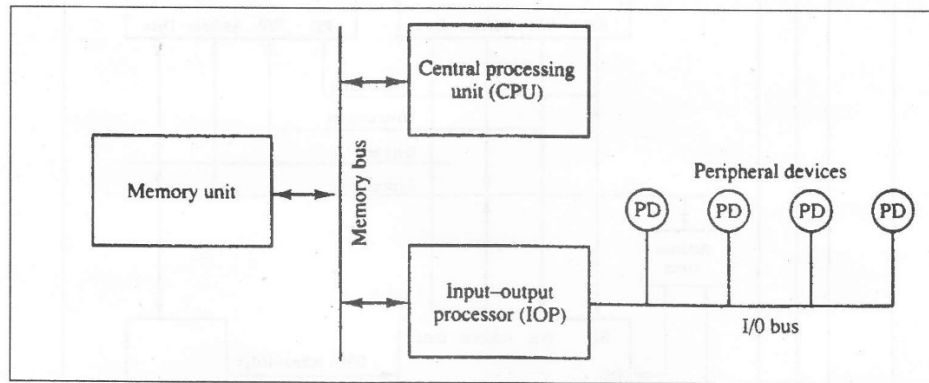 Central processing
unit (CPU)
Memory unit
Memory bus
Peripheral devices
PD PD PD PD
Input–output
processor (IOP)
I/0 bus